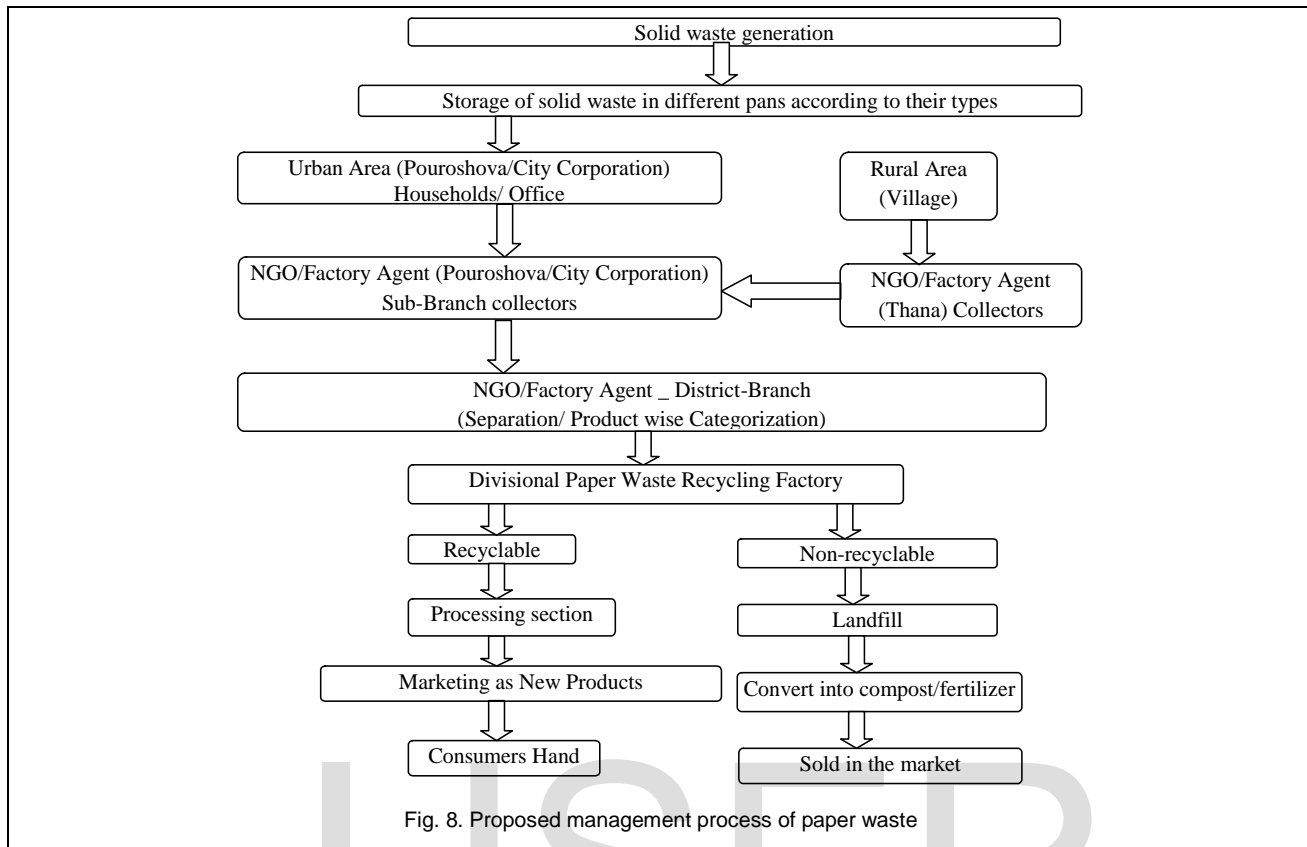 Solid waste generation
Storage of solid waste in different pans according to their types
Urban Area (Pouroshova/City Corporation)
Households/ Office
Rural Area
(Village)
NGO/Factory Agent (Pouroshova/City Corporation)
Sub-Branch collectors
NGO/Factory Agent
(Thana) Collectors
NGO/Factory Agent _ District-Branch
(Separation/ Product wise Categorization)
Divisional Paper Waste Recycling Factory
Recyclable
Non-recyclable
Processing section
Landfill
Marketing as New Products
Convert into compost/fertilizer
Consumers Hand
Sold in the market
Fig. 8. Proposed management process of paper waste